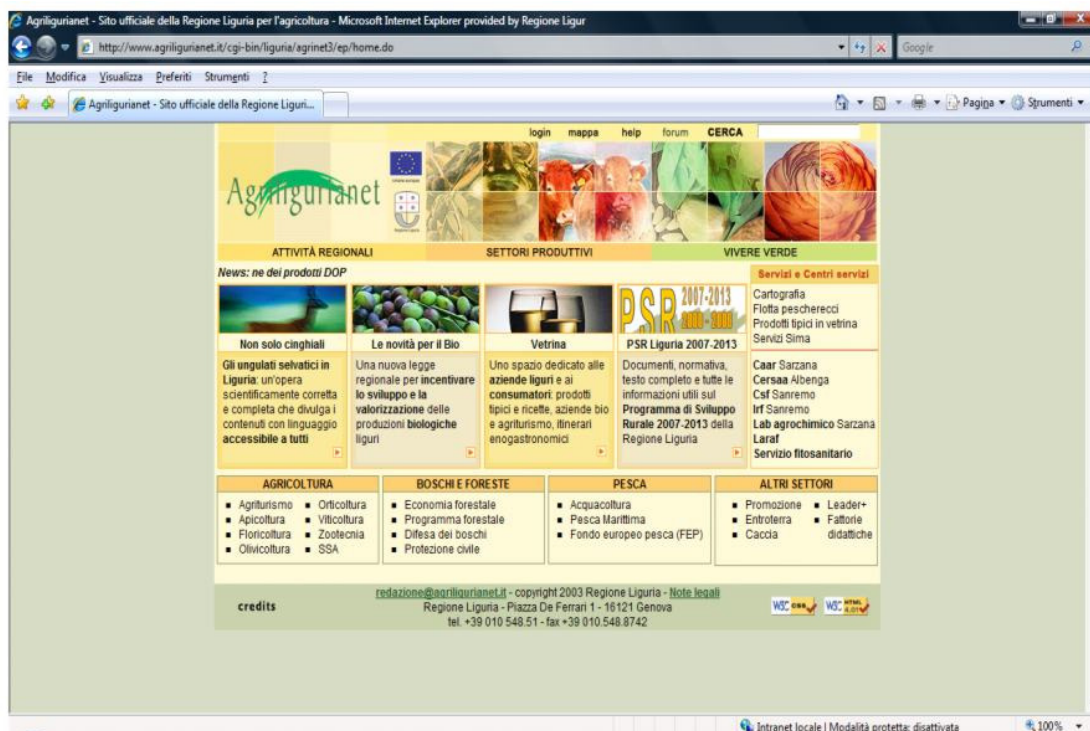 Agriligurianet - Sito ufficiale della Regione Liguria per l'agricoltura - Microsoft Internet Explorer provided by Regione Ligur
http://www.agriligurianet.it/cgi-bin/liguria/agrinet3/ep/home.do
Google
File Modifica Visualizza Preferiti Strumenti ?
Agriligurianet - Sito ufficiale della Regione Liguri...
Pagina Strumenti
login mappa help forum CERCA
Agriligurianet
ATTIVITÀ REGIONALI SETTORI PRODUTTIVI VIVERE VERDE
News: ne dei prodotti DOP
Non solo cinghiali
Gli ungulati selvatici in
Liguria: un'opera
scientificamente corretta
e completa che divulga i
contenuti con linguaggio
accessibile a tutti
Le novità per il Bio
Una nuova legge
regionale per incentivare
lo sviluppo e la
valorizzazione delle
produzioni biologiche
liguri
Vetrina
Uno spazio dedicato alle
aziende liguri e ai
consumatori: prodotti
tipici e ricette, aziende bio
e agriturismo, itinerari
enogastronomici
PSR 2007-2013
2000-2006
PSR Liguria 2007-2013
Documenti, normativa,
testo completo e tutte le
informazioni utili sul
Programma di Sviluppo
Rurale 2007-2013 della
Regione Liguria
Servizi e Centri servizi
Cartografia
Flotta pescherecci
Prodotti tipici in vetrina
Servizi Sima
Caar Sarzana
Cersaa Albenga
Csf Sanremo
Irf Sanremo
Lab agrochimico Sarzana
Laraf
Servizio fitosanitario
AGRICOLTURA
Agriturismo Orticoltura
Apicoltura Viticoltura
Floricoltura Zootecnia
Olivicoltura SSA
BOSCHI E FORESTE
Economia forestale
Programma forestale
Difesa dei boschi
Protezione civile
PESCA
Acquacoltura
Pesca Marittima
Fondo europeo pesca (FEP)
ALTRI SETTORI
Promozione Leader+
Entroterra Fattorie
Caccia didattiche
credits
redazione@agriligurianet.it - copyright 2003 Regione Liguria - Note legali
Regione Liguria - Piazza De Ferrari 1 - 16121 Genova
tel. +39 010 548.51 - fax +39 010.548.8742
W3C css W3C HTML 4.01
Intranet locale | Modalità protetta: disattivata 100%